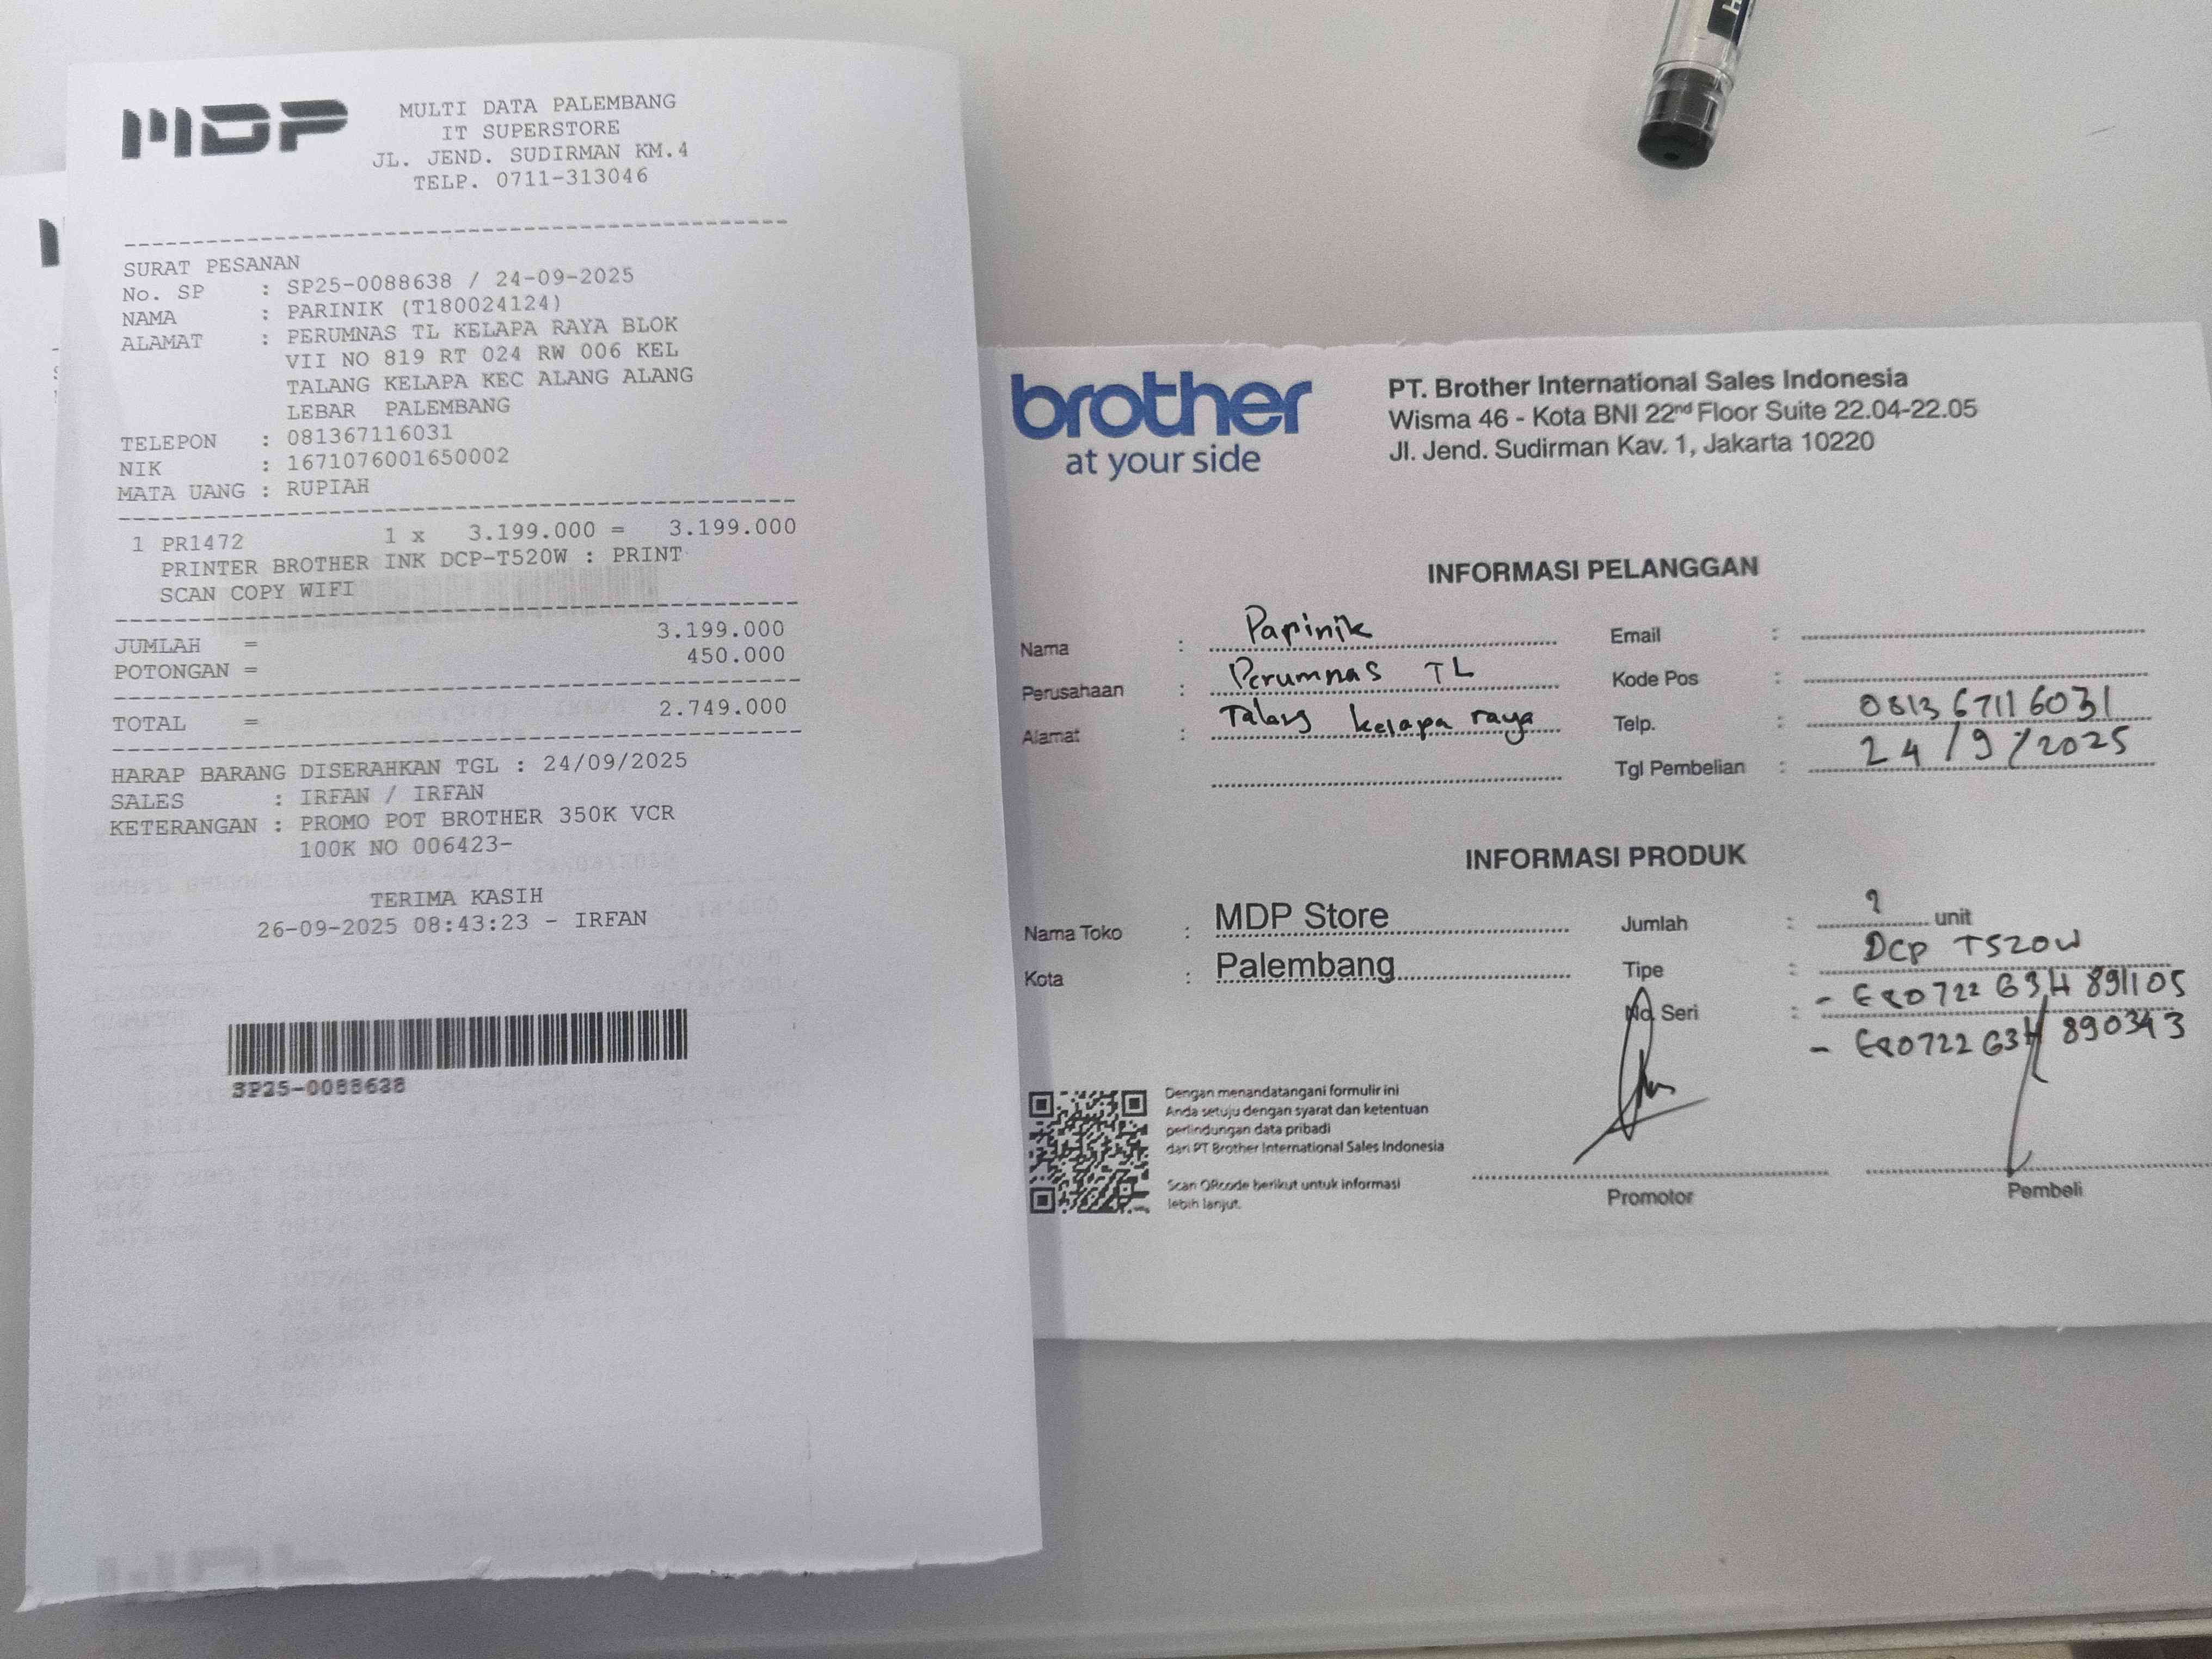 MDP
MULTI DATA PALEMBANG
IT SUPERSTORE
JL. JEND. SUDIRMAN KM.4
TELP. 0711-313046
SURAT PESANAN
No. SP : SP25-0088638 / 24-09-2025
NAMA : PARINIK (T180024124)
ALAMAT : PERUMNAS TL KELAPA RAYA BLOK
VII NO 819 RT 024 RW 006 KEL
TALANG KELAPA KEC ALANG ALANG
LEBAR PALEMBANG
TELEPON : 081367116031
NIK : 1671076001650002
MATA UANG : RUPIAH
1 PR1472 1 x 3.199.000 = 3.199.000
PRINTER BROTHER INK DCP-T520W : PRINT
SCAN COPY WIFI
JUMLAH = 3.199.000
POTONGAN = 450.000
TOTAL = 2.749.000
HARAP BARANG DISERAHKAN TGL : 24/09/2025
SALES : IRFAN / IRFAN
KETERANGAN : PROMO POT BROTHER 350K VCR
100K NO 006423-
TERIMA KASIH
26-09-2025 08:43:23 - IRFAN
SP25-0088638
brother
at your side
PT. Brother International Sales Indonesia
Wisma 46 - Kota BNI 22nd Floor Suite 22.04-22.05
Jl. Jend. Sudirman Kav. 1, Jakarta 10220
INFORMASI PELANGGAN
Nama : Parinik
Perusahaan : Perumnas TL
Alamat : Talang kelapa raya
Email :
Kode Pos :
Telp. : 081367116031
Tgl Pembelian : 24/9/2025
INFORMASI PRODUK
Nama Toko : MDP Store
Kota : Palembang
Jumlah : 2 unit
Tipe : DCP T520W
No. Seri : - E80722G3H891105
- E80722G3H890343
Dengan menandatangani formulir ini
Anda setuju dengan syarat dan ketentuan
perlindungan data pribadi
dari PT Brother International Sales Indonesia
Scan QRcode berikut untuk informasi
lebih lanjut.
Promotor
Pembeli